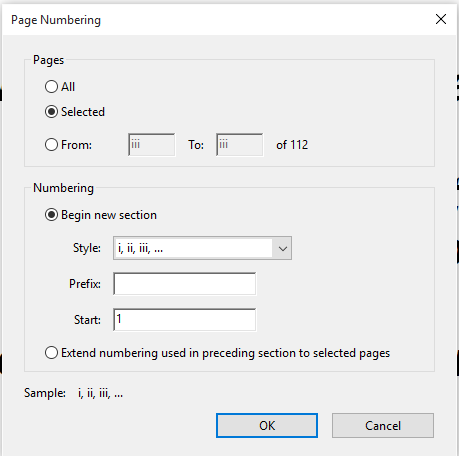 Page Numbering
Pages
All
Selected
From: iii To: iii of 112
Numbering
Begin new section
Style: i, ii, iii, ...
Prefix:
Start: 1
Extend numbering used in preceding section to selected pages
Sample: i, ii, iii, ...
OK Cancel